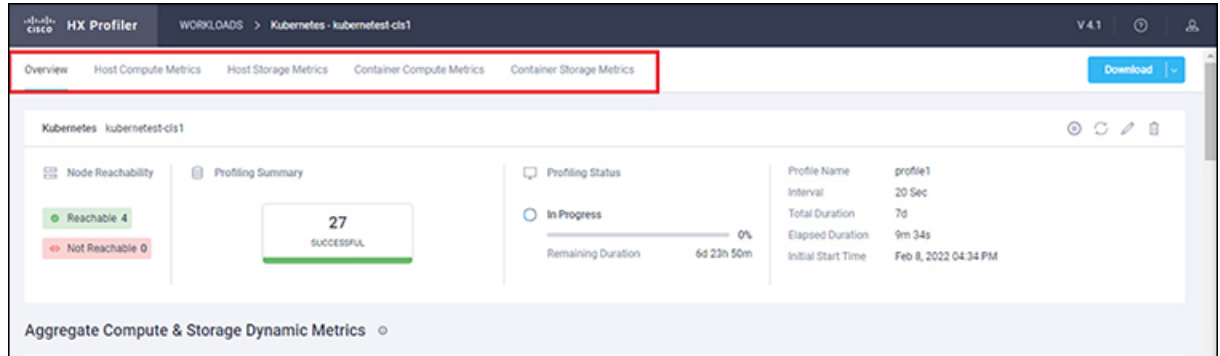 cisco HX Profiler WORKLOADS > Kubernetes - kubernetest-cls1 V 4.1
Overview Host Compute Metrics Host Storage Metrics Container Compute Metrics Container Storage Metrics Download
Kubernetes kubernetest-cls1
Node Reachability
Reachable 4
Not Reachable 0
Profiling Summary
27
SUCCESSFUL
Profiling Status
In Progress
0%
Remaining Duration 6d 23h 50m
Profile Name profile1
Interval 20 Sec
Total Duration 7d
Elapsed Duration 9m 34s
Initial Start Time Feb 8, 2022 04:34 PM
Aggregate Compute & Storage Dynamic Metrics